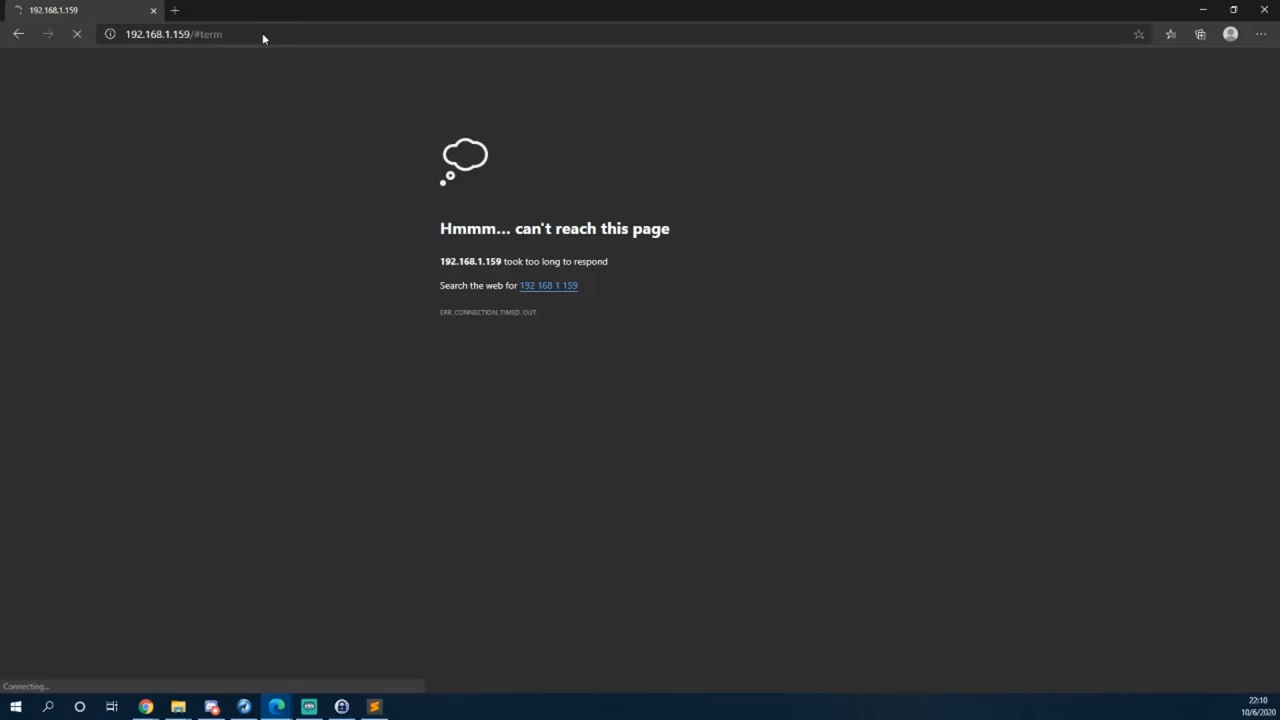 192.168.1.159
192.168.1.159/#term
Hmmm... can't reach this page
192.168.1.159 took too long to respond
Search the web for 192 168 1 159
ERR_CONNECTION_TIMED_OUT
Connecting...
22:10
10/6/2020